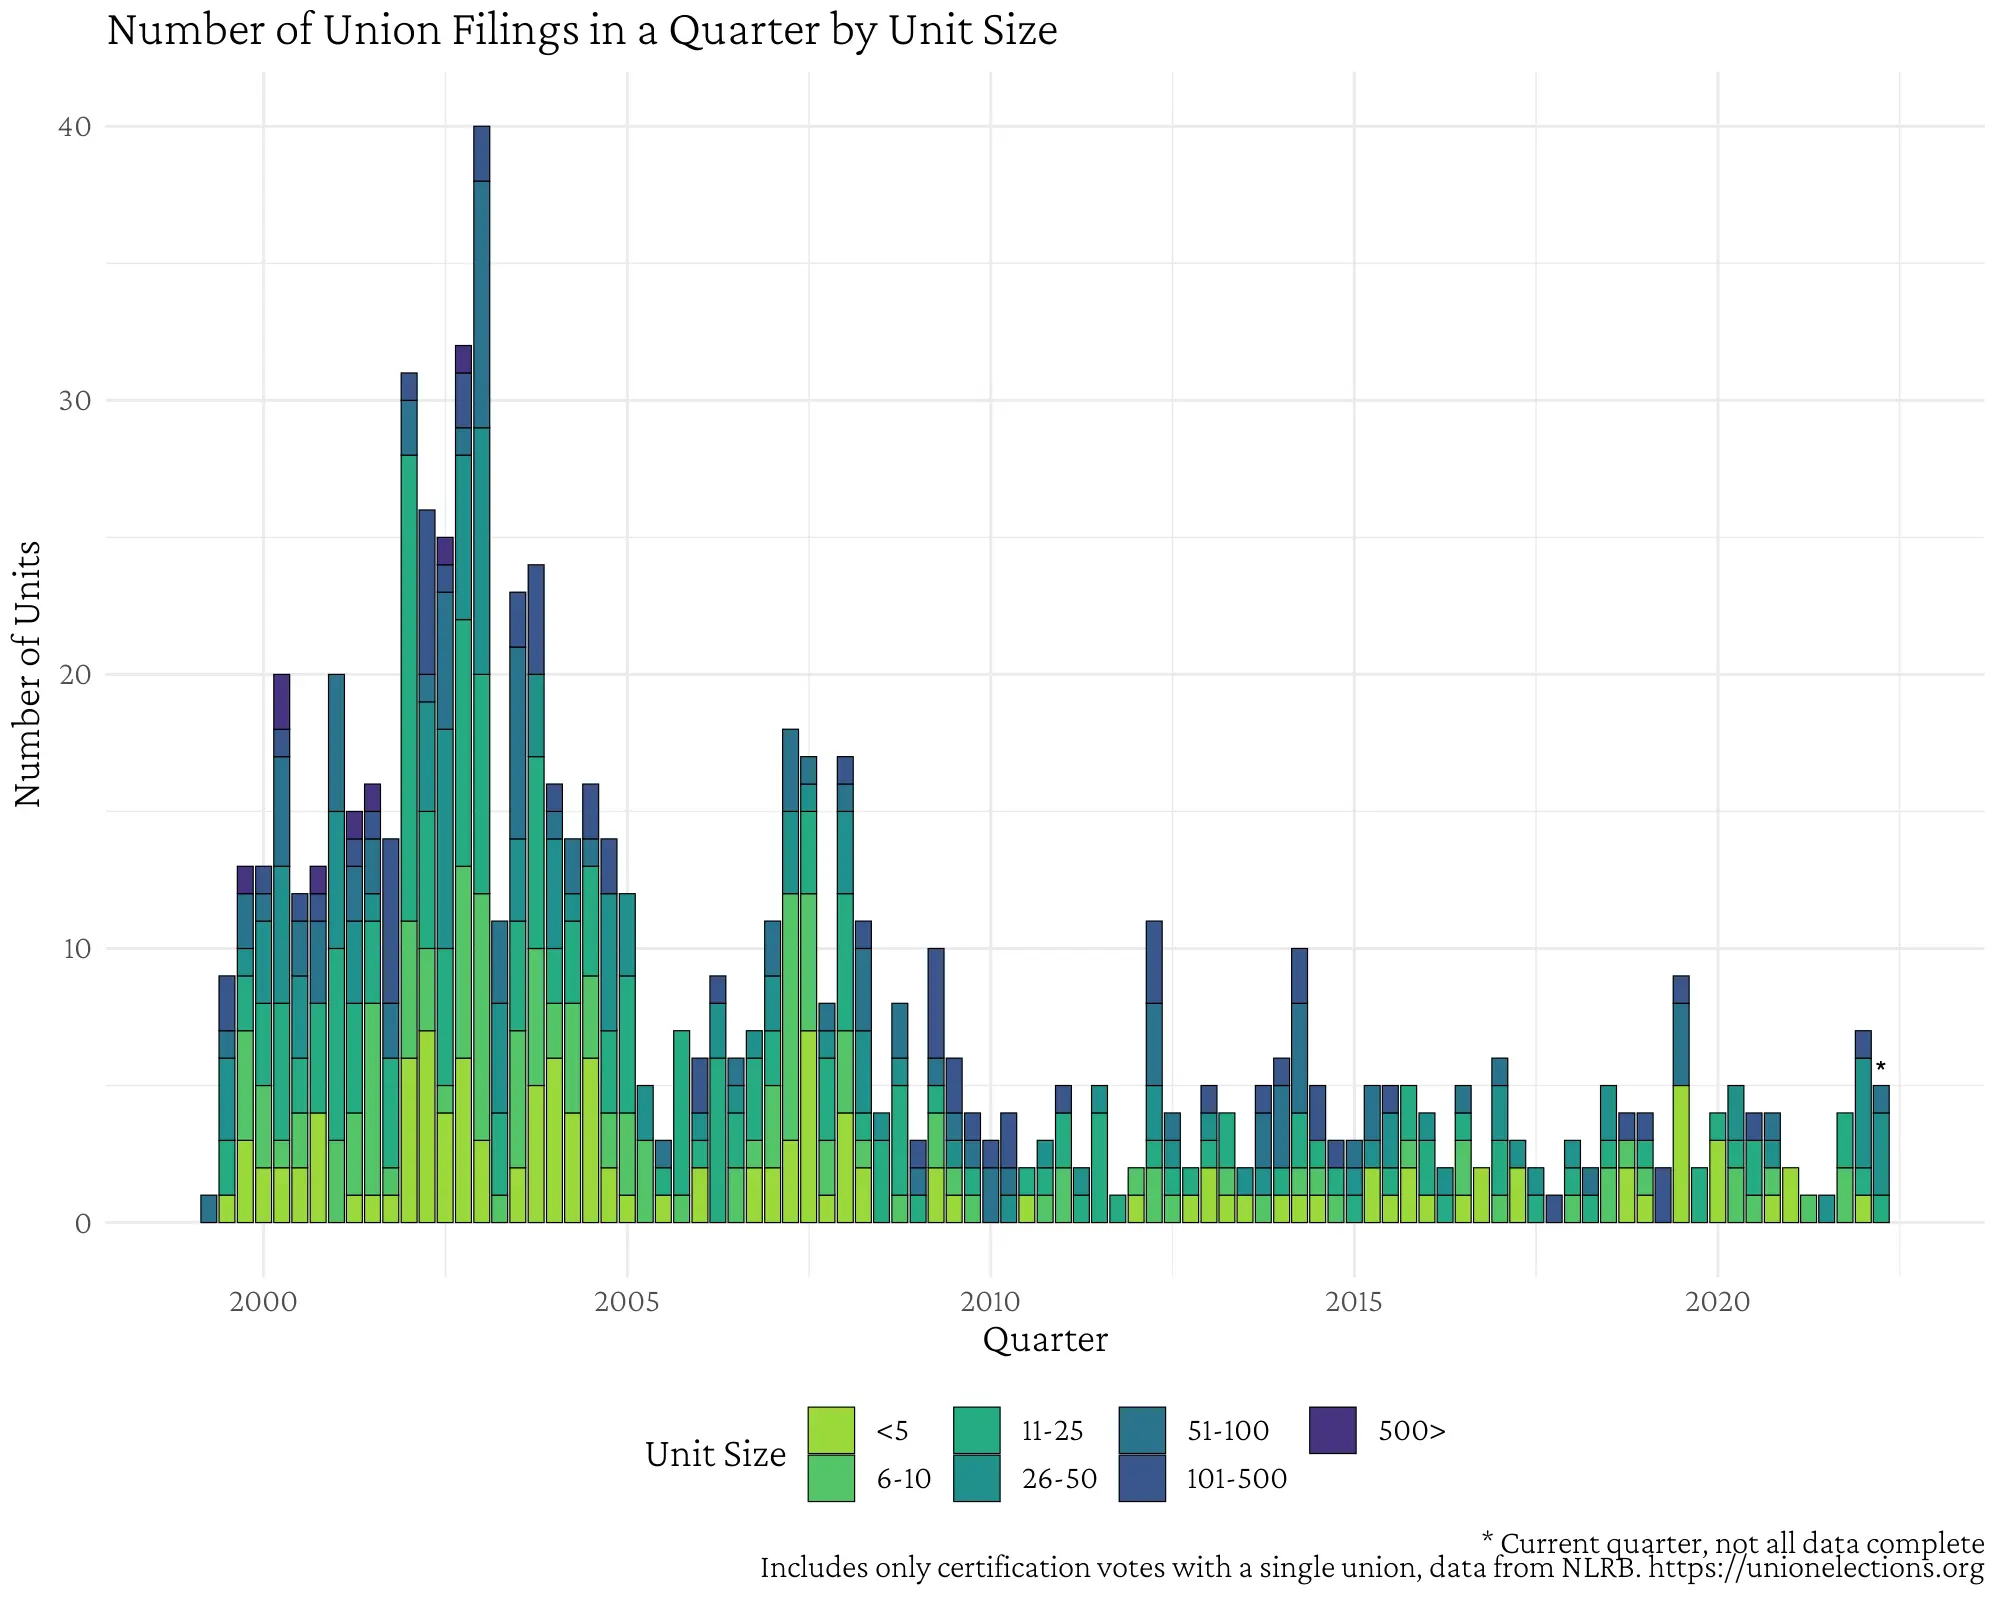 Number of Union Filings in a Quarter by Unit Size
Number of Units
40
30
20
10
0
*
2000 2005 2010 2015 2020
Quarter
Unit Size
<5 11-25 51-100 500>
6-10 26-50 101-500
* Current quarter, not all data complete
Includes only certification votes with a single union, data from NLRB. https://unionelections.org